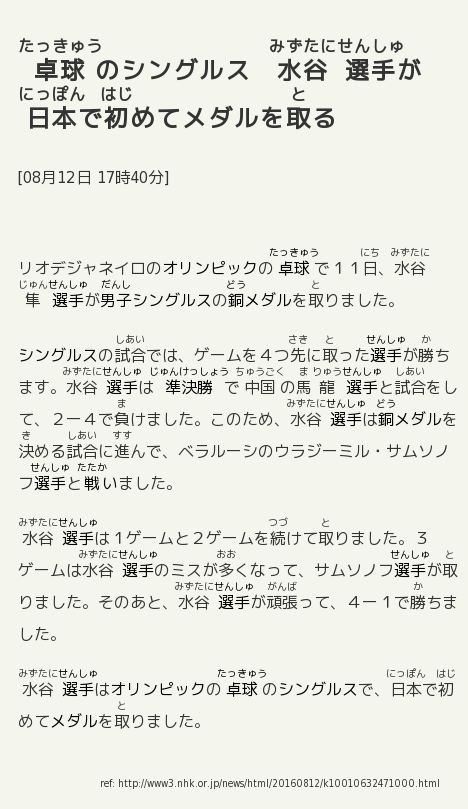 たっきゅう みずたにせんしゅ
卓球のシングルス 水谷選手が
にっぽん はじ と
日本で初めてメダルを取る
[08月12日 17時40分]
たっきゅう にち みずたに
リオデジャネイロのオリンピックの卓球で11日、水谷
じゅんせんしゅ だんし どう と
隼選手が男子シングルスの銅メダルを取りました。
しあい さき と せんしゅ か
シングルスの試合では、ゲームを4つ先に取った選手が勝ち
みずたにせんしゅ じゅんけっしょう ちゅうごく ま りゅうせんしゅ しあい
ます。水谷選手は準決勝で中国の馬龍選手と試合をし
ま みずたにせんしゅ どう
て、2ー4で負けました。このため、水谷選手は銅メダルを
き しあい すす
決める試合に進んで、ベラルーシのウラジーミル・サムソノ
せんしゅ たたか
フ選手と戦いました。
みずたにせんしゅ つづ と
水谷選手は1ゲームと2ゲームを続けて取りました。3
みずたにせんしゅ おお せんしゅ と
ゲームは水谷選手のミスが多くなって、サムソノフ選手が取
みずたにせんしゅ がんば か
りました。そのあと、水谷選手が頑張って、4ー1で勝ちま
した。
みずたにせんしゅ たっきゅう にっぽん はじ
水谷選手はオリンピックの卓球のシングルスで、日本で初
と
めてメダルを取りました。
ref: http://www3.nhk.or.jp/news/html/20160812/k10010632471000.html